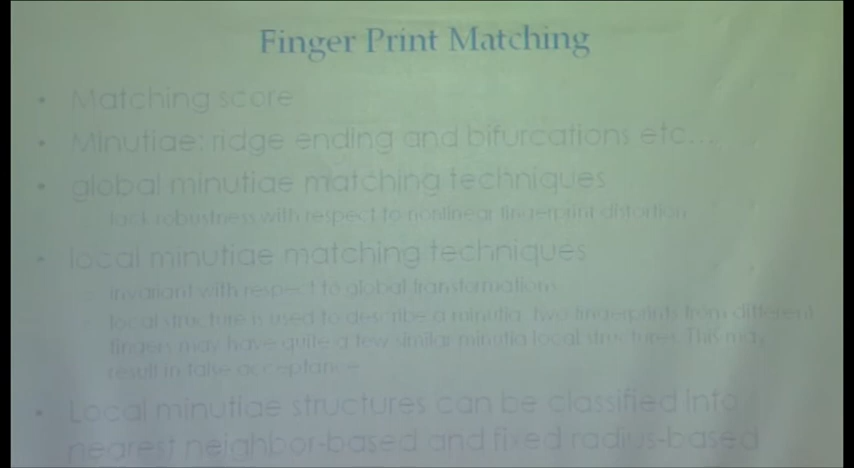 Finger Print Matching
• Matching score
• Minutiae: ridge ending and bifurcations etc....
• global minutiae matching techniques
lack robustness with respect to nonlinear fingerprint distortion
• local minutiae matching techniques
invariant with respect to global transformations
local structure is used to describe a minutia, two fingerprints from different
fingers may have quite a few similar minutia local structures. This may
result in false acceptance
• Local minutiae structures can be classified into
nearest neighbor-based and fixed radius-based